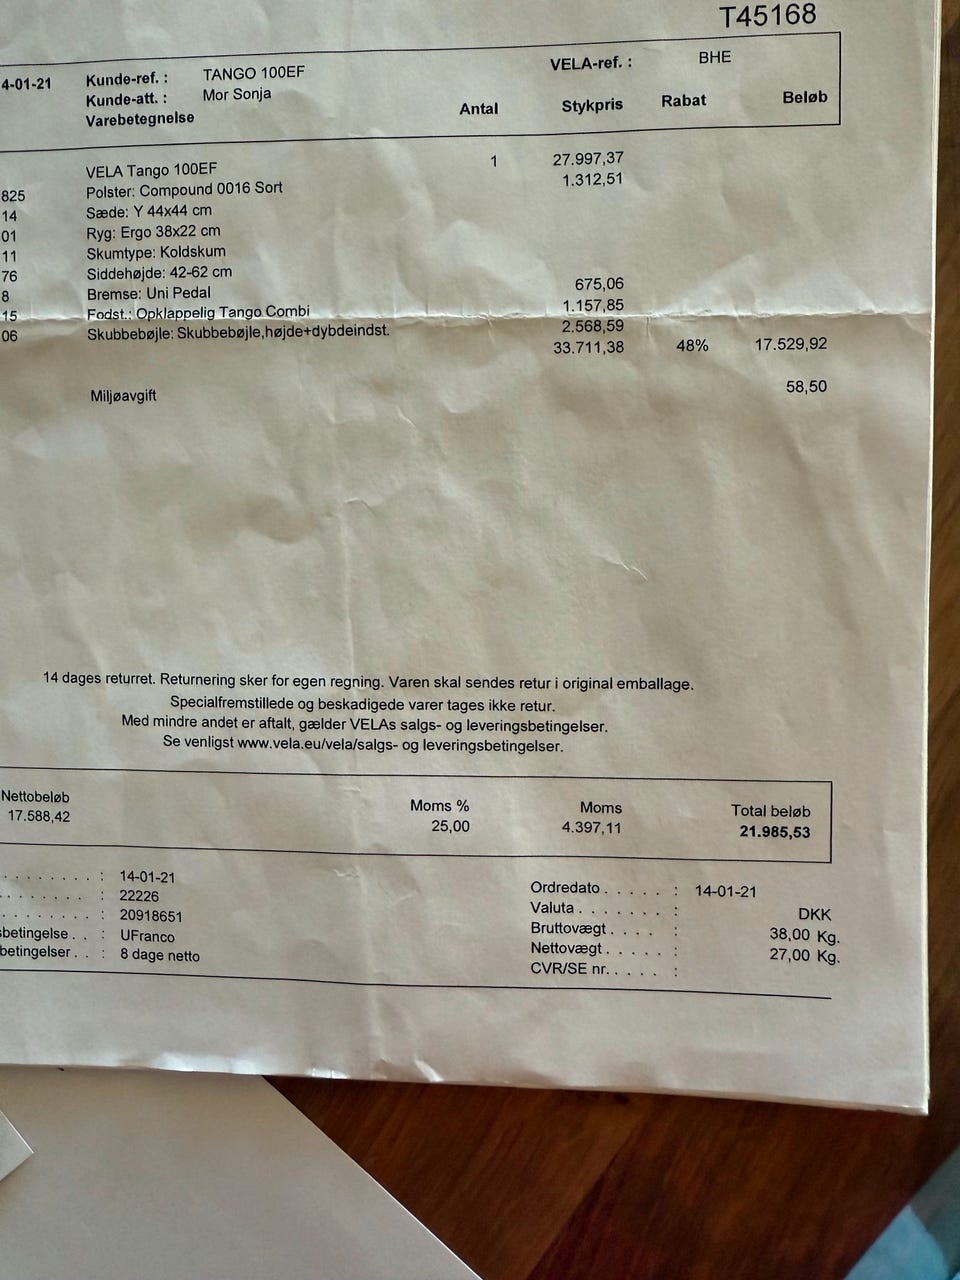 T45168
4-01-21 Kunde-ref. : TANGO 100EF VELA-ref. : BHE
Kunde-att. : Mor Sonja
Varebetegnelse Antal Stykpris Rabat Beløb
VELA Tango 100EF 1 27.997,37
825 Polster: Compound 0016 Sort 1.312,51
14 Sæde: Y 44x44 cm
01 Ryg: Ergo 38x22 cm
11 Skumtype: Koldskum
76 Siddehøjde: 42-62 cm
8 Bremse: Uni Pedal 675,06
15 Fodst.: Opklappelig Tango Combi 1.157,85
06 Skubbebøjle: Skubbebøjle,højde+dybdeindst. 2.568,59
33.711,38 48% 17.529,92
Miljøavgift 58,50
14 dages returret. Returnering sker for egen regning. Varen skal sendes retur i original emballage.
Specialfremstillede og beskadigede varer tages ikke retur.
Med mindre andet er aftalt, gælder VELAs salgs- og leveringsbetingelser.
Se venligst www.vela.eu/vela/salgs- og leveringsbetingelser.
Nettobeløb Moms % Moms Total beløb
17.588,42 25,00 4.397,11 21.985,53
. . . . . . . . : 14-01-21
. . . . . . . . : 22226
. . . . . . . . : 20918651
sbetingelse . . : UFranco
betingelser . . : 8 dage netto
Ordredato . . . . . : 14-01-21
Valuta . . . . . . . : DKK
Bruttovægt . . . . : 38,00 Kg.
Nettovægt . . . . . : 27,00 Kg.
CVR/SE nr. . . . . :